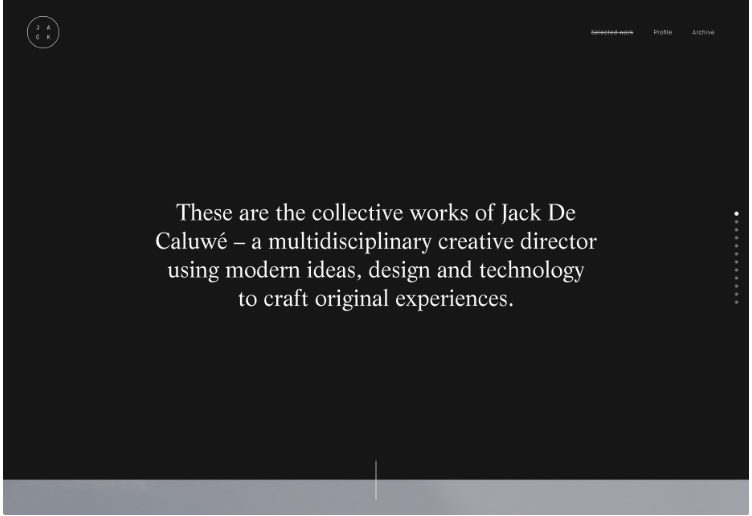 J A
C K
Selected work
Profile
Archive
These are the collective works of Jack De
Caluwé – a multidisciplinary creative director
using modern ideas, design and technology
to craft original experiences.